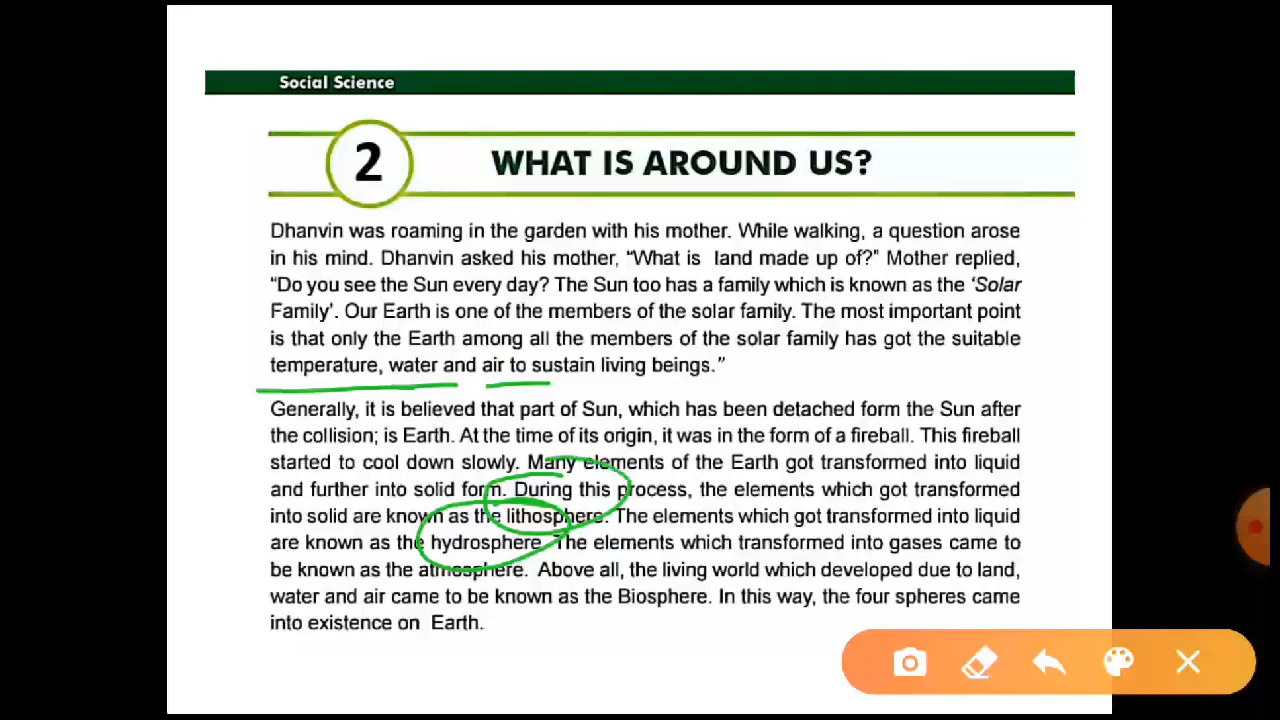 Social Science
2
WHAT IS AROUND US?
Dhanvin was roaming in the garden with his mother. While walking, a question arose
in his mind. Dhanvin asked his mother, “What is land made up of?” Mother replied,
“Do you see the Sun every day? The Sun too has a family which is known as the ‘Solar
Family’. Our Earth is one of the members of the solar family. The most important point
is that only the Earth among all the members of the solar family has got the suitable
temperature, water and air to sustain living beings.”
Generally, it is believed that part of Sun, which has been detached form the Sun after
the collision; is Earth. At the time of its origin, it was in the form of a fireball. This fireball
started to cool down slowly. Many elements of the Earth got transformed into liquid
and further into solid form. During this process, the elements which got transformed
into solid are known as the lithosphere. The elements which got transformed into liquid
are known as the hydrosphere. The elements which transformed into gases came to
be known as the atmosphere. Above all, the living world which developed due to land,
water and air came to be known as the Biosphere. In this way, the four spheres came
into existence on Earth.